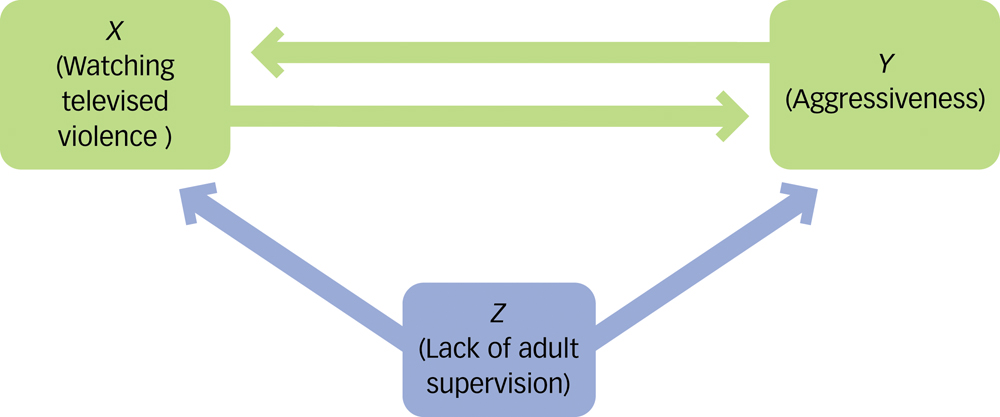 X
(Watching
televised
violence )
Y
(Aggressiveness)
Z
(Lack of adult
supervision)